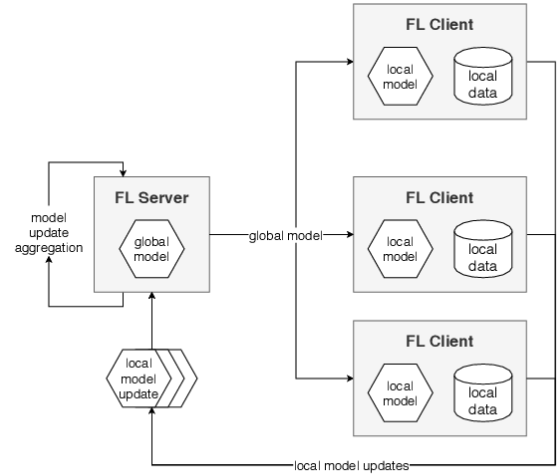 FL Client
local
model
local
data
FL Server
global
model
model
update
aggregation
global model
FL Client
local
model
local
data
FL Client
local
model
local
data
local
model
update
local model updates